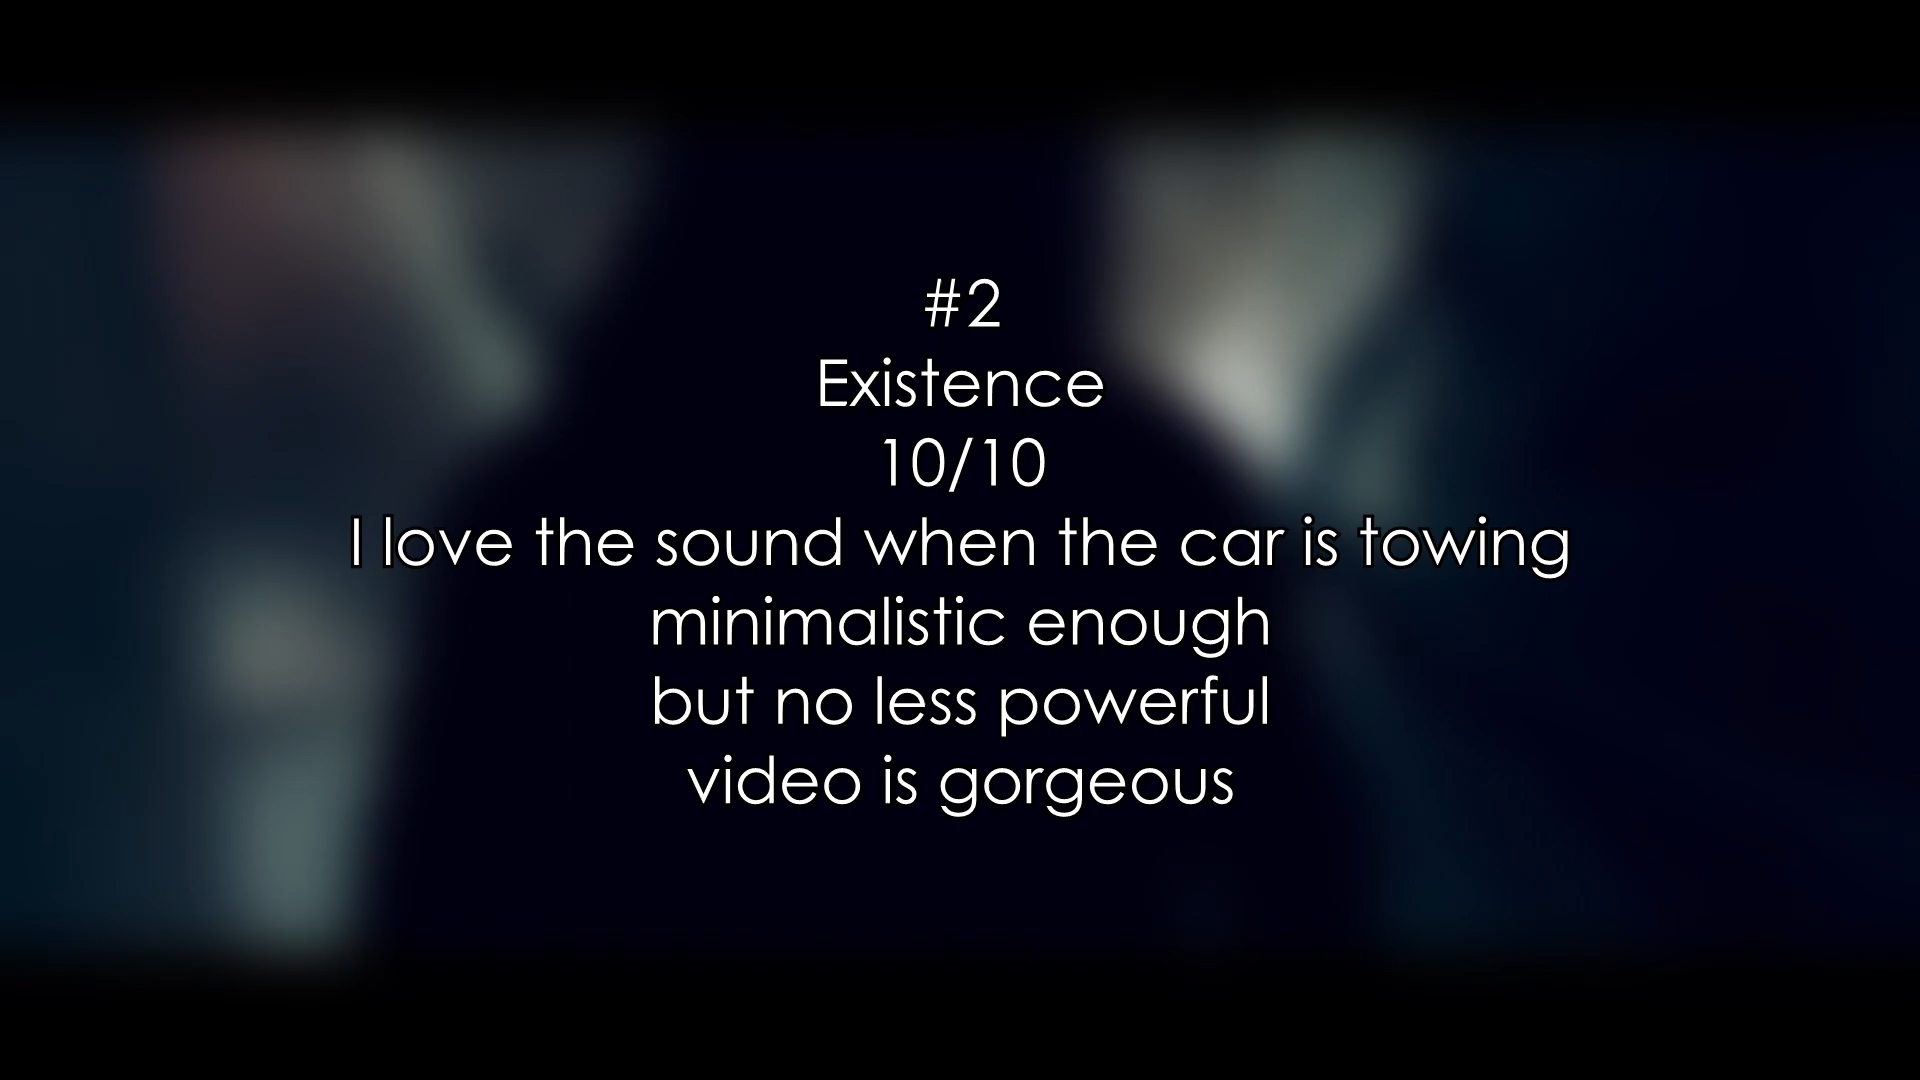 #2
Existence
10/10
I love the sound when the car is towing
minimalistic enough
but no less powerful
video is gorgeous